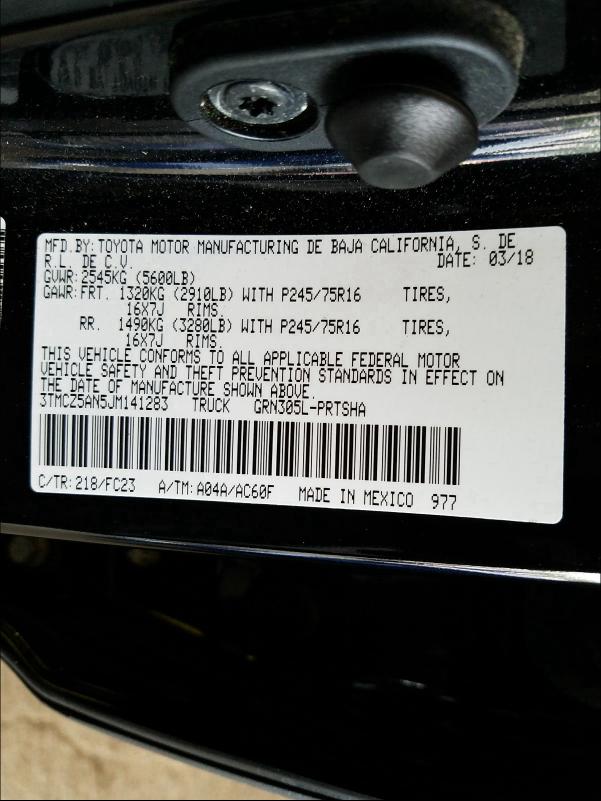 MFD.BY:TOYOTA MOTOR MANUFACTURING DE BAJA CALIFORNIA, S. DE
R.L. DE C.V. DATE: 03/18
GVWR:2545KG (5600LB)
GAWR:FRT. 1320KG (2910LB) WITH P245/75R16 TIRES,
16X7J RIMS.
RR. 1490KG (3280LB) WITH P245/75R16 TIRES,
16X7J RIMS.
THIS VEHICLE CONFORMS TO ALL APPLICABLE FEDERAL MOTOR
VEHICLE SAFETY AND THEFT PREVENTION STANDARDS IN EFFECT ON
THE DATE OF MANUFACTURE SHOWN ABOVE.
3TMCZ5AN5JM141283 TRUCK GRN305L-PRTSHA
C/TR:218/FC23 A/TM:A04A/AC60F MADE IN MEXICO 977